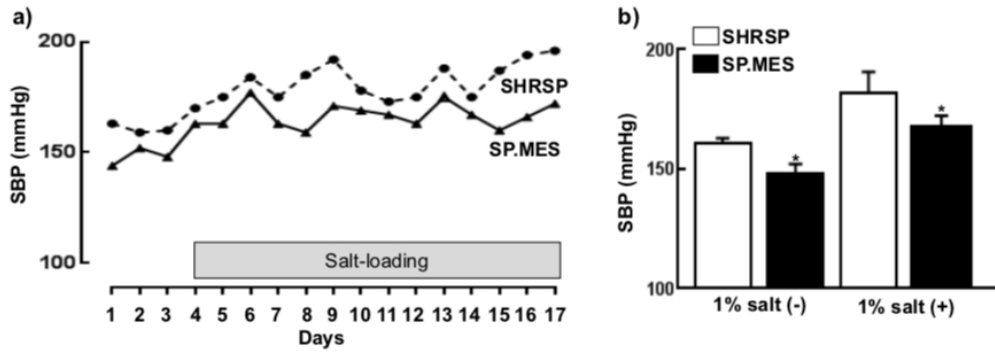 a)
200
150
100
SBP (mmHg)
SHRSP
SP.MES
Salt-loading
1 2 3 4 5 6 7 8 9 10 11 12 13 14 15 16 17
Days
b)
SHRSP
SP.MES
200
150
100
SBP (mmHg)
*
*
1% salt (-) 1% salt (+)